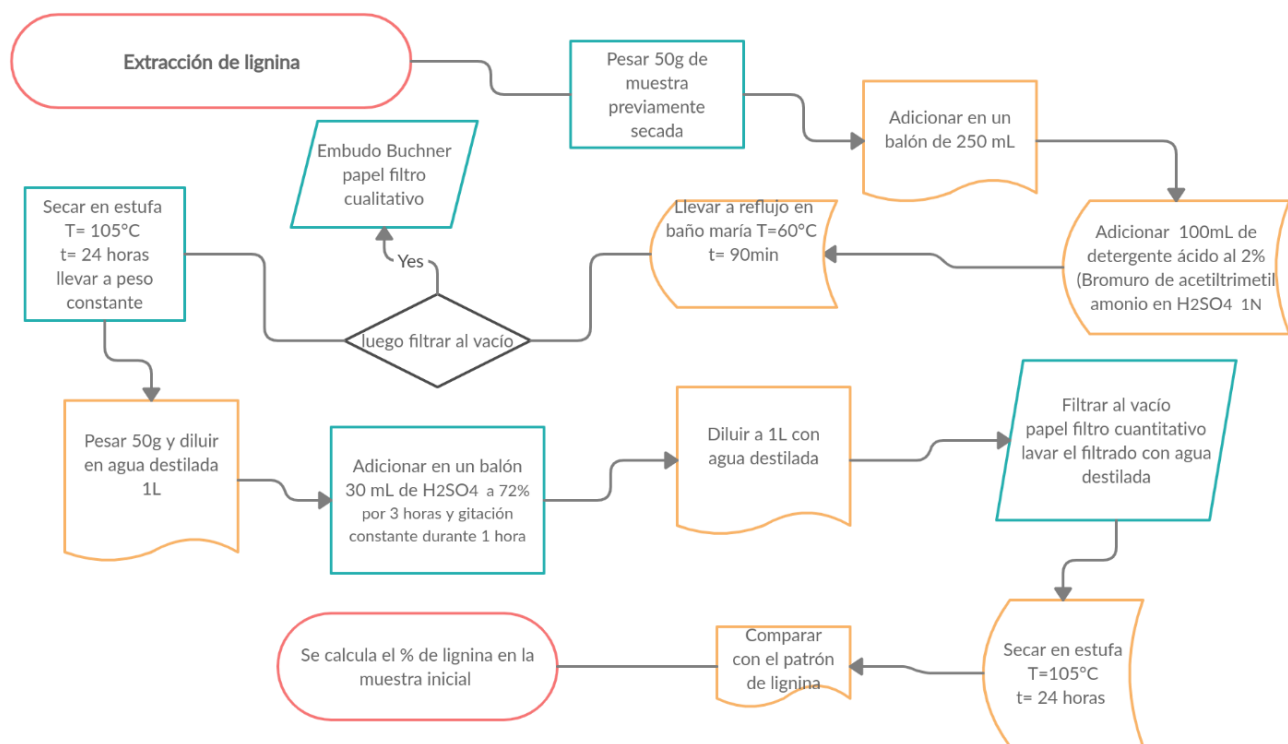 Extracción de lignina
Pesar 50g de
muestra
previamente
secada
Adicionar en un
balón de 250 mL
Adicionar 100mL de
detergente ácido al 2%
(Bromuro de acetiltrimetil
amonio en H2SO4 1N
Llevar a reflujo en
baño maría T=60°C
t= 90min
luego filtrar al vacío
Yes
Embudo Buchner
papel filtro
cualitativo
Secar en estufa
T= 105°C
t= 24 horas
llevar a peso
constante
Pesar 50g y diluir
en agua destilada
1L
Adicionar en un balón
30 mL de H2SO4 a 72%
por 3 horas y gitación
constante durante 1 hora
Diluir a 1L con
agua destilada
Filtrar al vacío
papel filtro cuantitativo
lavar el filtrado con agua
destilada
Secar en estufa
T=105°C
t= 24 horas
Comparar
con el patrón
de lignina
Se calcula el % de lignina en la
muestra inicial